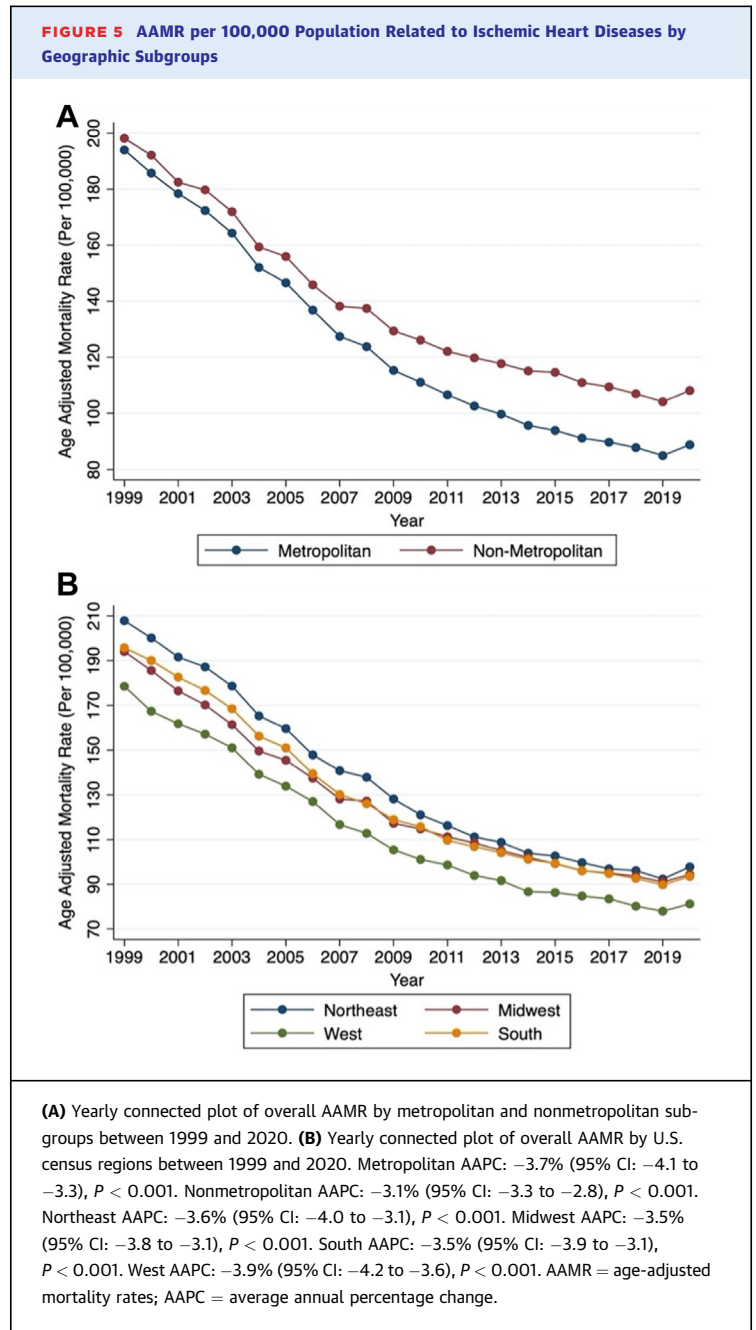 FIGURE 5 AAMR per 100,000 Population Related to Ischemic Heart Diseases by
Geographic Subgroups
A
Age Adjusted Mortality Rate (Per 100,000)
200
180
160
140
120
100
80
1999 2001 2003 2005 2007 2009 2011 2013 2015 2017 2019
Year
Metropolitan Non-Metropolitan
B
Age Adjusted Mortality Rate (Per 100,000)
210
190
170
150
130
110
90
70
1999 2001 2003 2005 2007 2009 2011 2013 2015 2017 2019
Year
Northeast Midwest
West South
(A) Yearly connected plot of overall AAMR by metropolitan and nonmetropolitan sub-
groups between 1999 and 2020. (B) Yearly connected plot of overall AAMR by U.S.
census regions between 1999 and 2020. Metropolitan AAPC: −3.7% (95% CI: −4.1 to
−3.3), P < 0.001. Nonmetropolitan AAPC: −3.1% (95% CI: −3.3 to −2.8), P < 0.001.
Northeast AAPC: −3.6% (95% CI: −4.0 to −3.1), P < 0.001. Midwest AAPC: −3.5%
(95% CI: −3.8 to −3.1), P < 0.001. South AAPC: −3.5% (95% CI: −3.9 to −3.1),
P < 0.001. West AAPC: −3.9% (95% CI: −4.2 to −3.6), P < 0.001. AAMR = age-adjusted
mortality rates; AAPC = average annual percentage change.